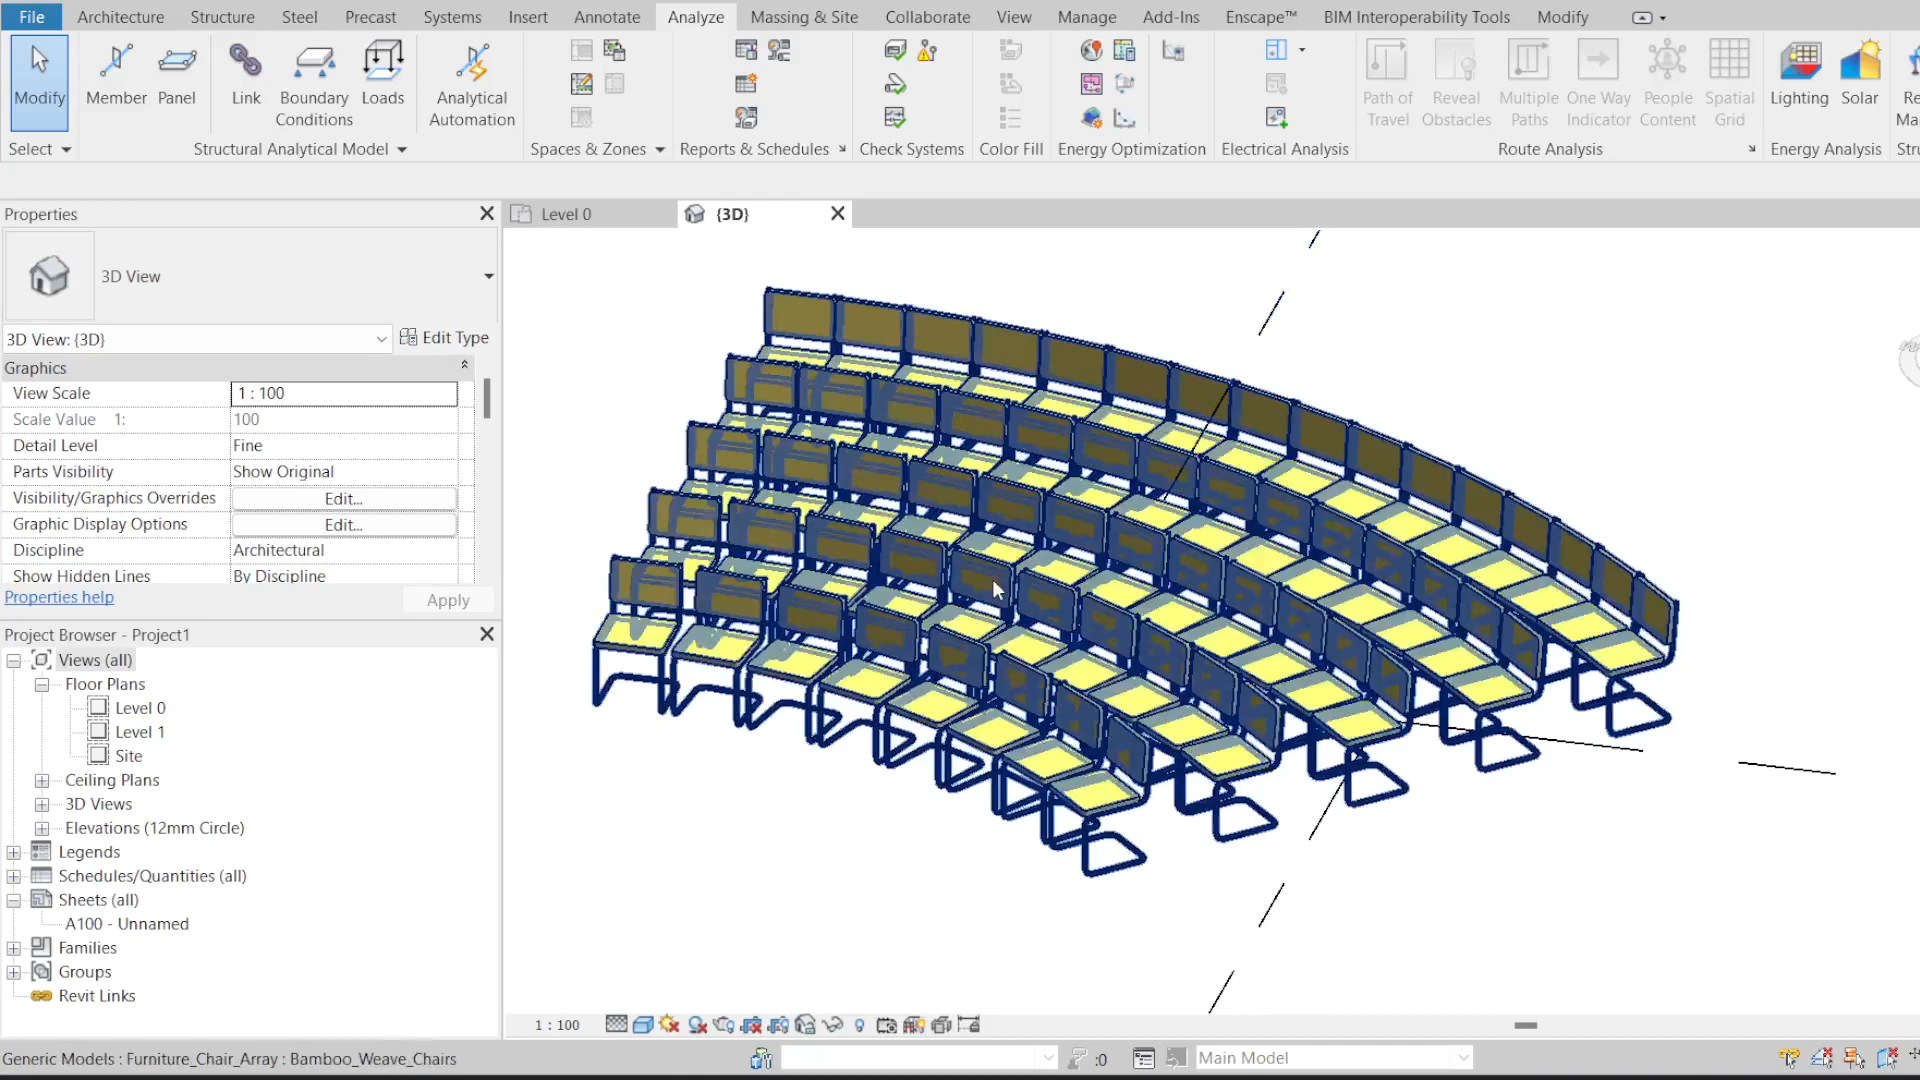 File Architecture Structure Steel Precast Systems Insert Annotate Analyze Massing & Site Collaborate View Manage Add-Ins Enscape™ BIM Interoperability Tools Modify
Modify Member Panel Link Boundary Conditions Loads Analytical Automation Path of Travel Reveal Obstacles Multiple Paths One Way Indicator People Content Spatial Grid Lighting Solar
Select Structural Analytical Model Spaces & Zones Reports & Schedules Check Systems Color Fill Energy Optimization Electrical Analysis Route Analysis Energy Analysis
Properties
Level 0 {3D}
3D View
3D View: {3D} Edit Type
Graphics
View Scale 1 : 100
Scale Value 1: 100
Detail Level Fine
Parts Visibility Show Original
Visibility/Graphics Overrides Edit...
Graphic Display Options Edit...
Discipline Architectural
Show Hidden Lines By Discipline
Properties help Apply
Project Browser - Project1
Views (all)
Floor Plans
Level 0
Level 1
Site
Ceiling Plans
3D Views
Elevations (12mm Circle)
Legends
Schedules/Quantities (all)
Sheets (all)
A100 - Unnamed
Families
Groups
Revit Links
1 : 100
Generic Models : Furniture_Chair_Array : Bamboo_Weave_Chairs :0 Main Model